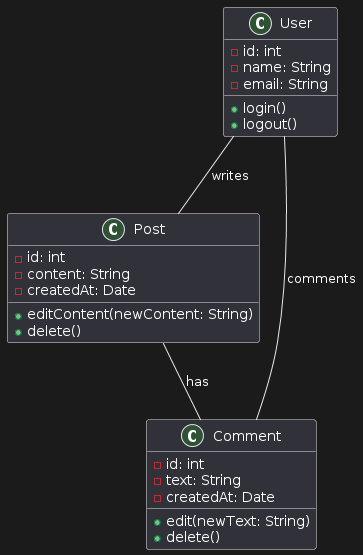 C User
id: int
name: String
email: String
login()
logout()
writes
C Post
id: int
content: String
createdAt: Date
editContent(newContent: String)
delete()
comments
has
C Comment
id: int
text: String
createdAt: Date
edit(newText: String)
delete()